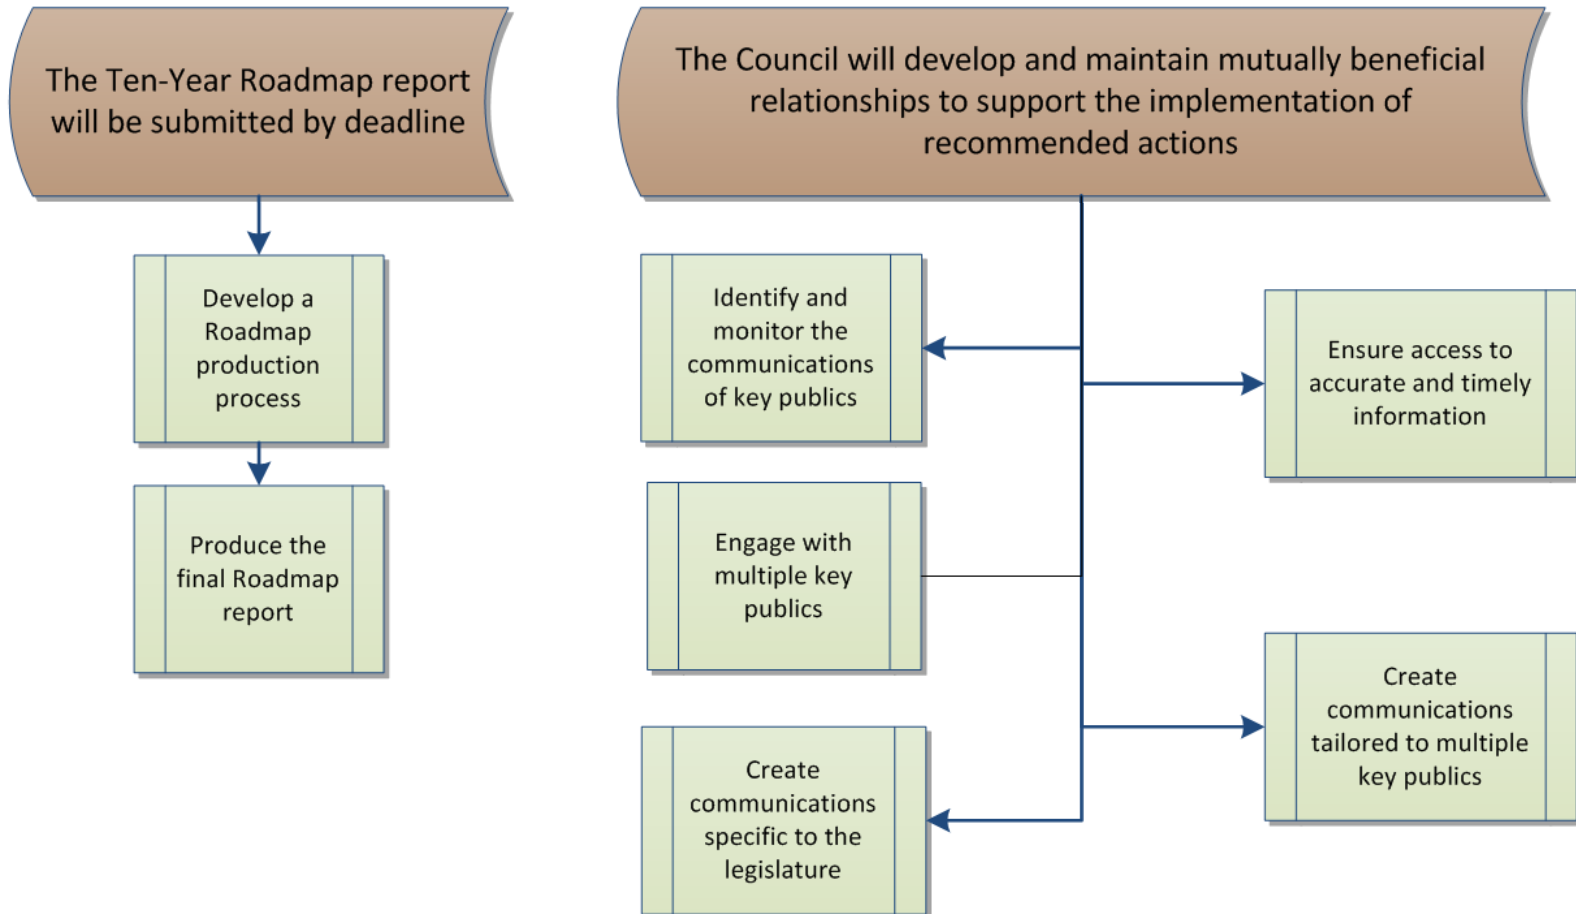 The Ten-Year Roadmap report
will be submitted by deadline
Develop a
Roadmap
production
process
Produce the
final Roadmap
report
The Council will develop and maintain mutually beneficial
relationships to support the implementation of
recommended actions
Identify and
monitor the
communications
of key publics
Ensure access to
accurate and timely
information
Engage with
multiple key
publics
Create
communications
tailored to multiple
key publics
Create
communications
specific to the
legislature